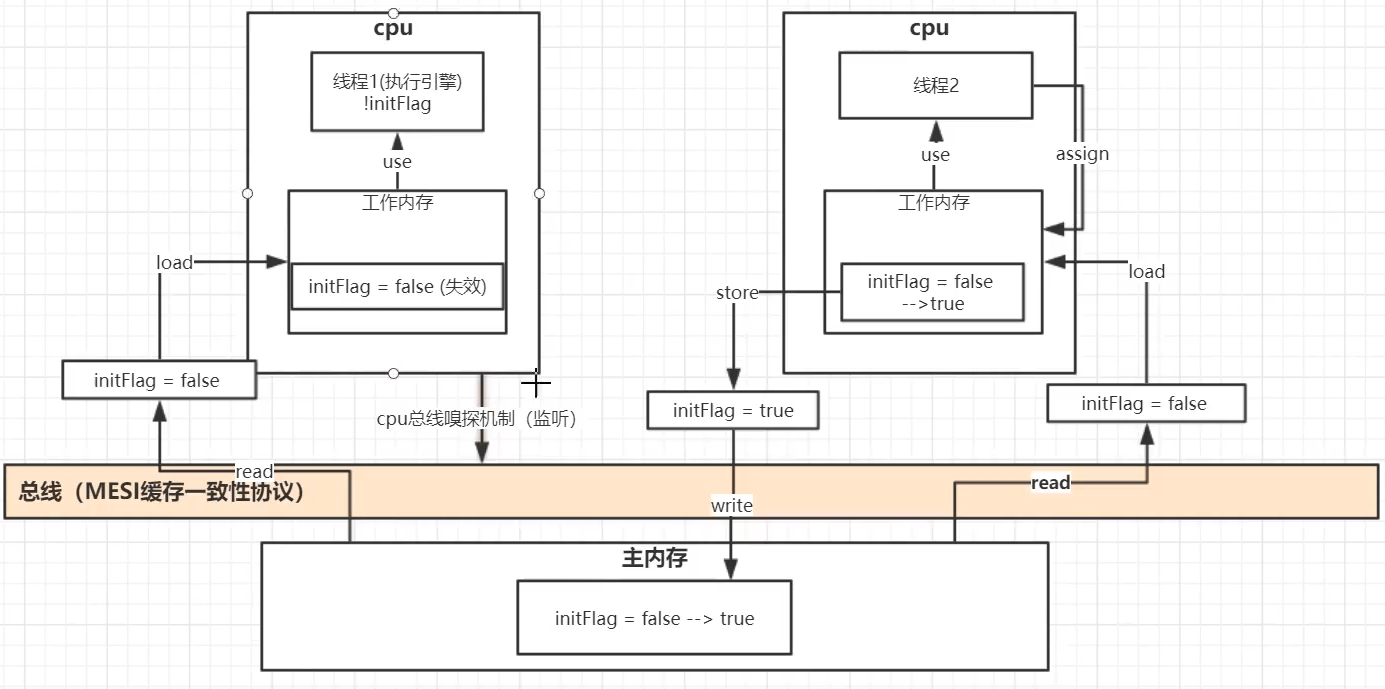 cpu
线程1(执行引擎)
!initFlag
use
工作内存
initFlag = false (失效)
load
initFlag = false
read
cpu总线嗅探机制（监听）
cpu
线程2
use
assign
工作内存
initFlag = false
-->true
store
load
initFlag = true
initFlag = false
write
read
总线（MESI缓存一致性协议）
主内存
initFlag = false --> true